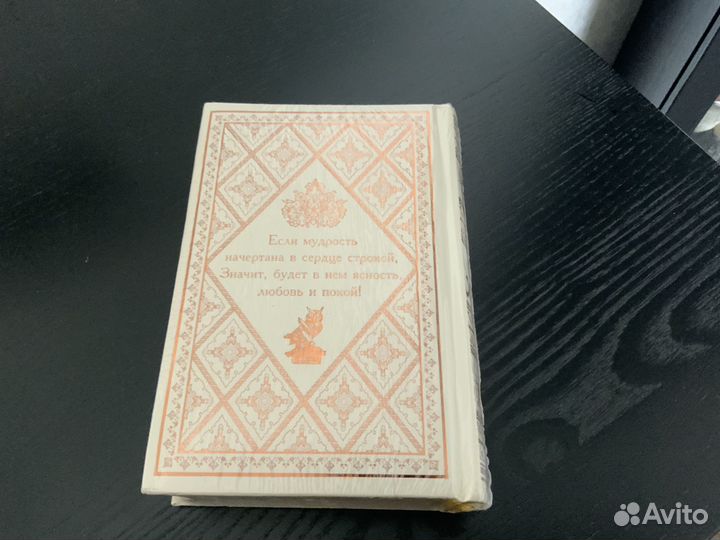 Если мудрость
начертана в сердце строкой,
Значит, будет в нем ясность,
любовь и покой!
Avito